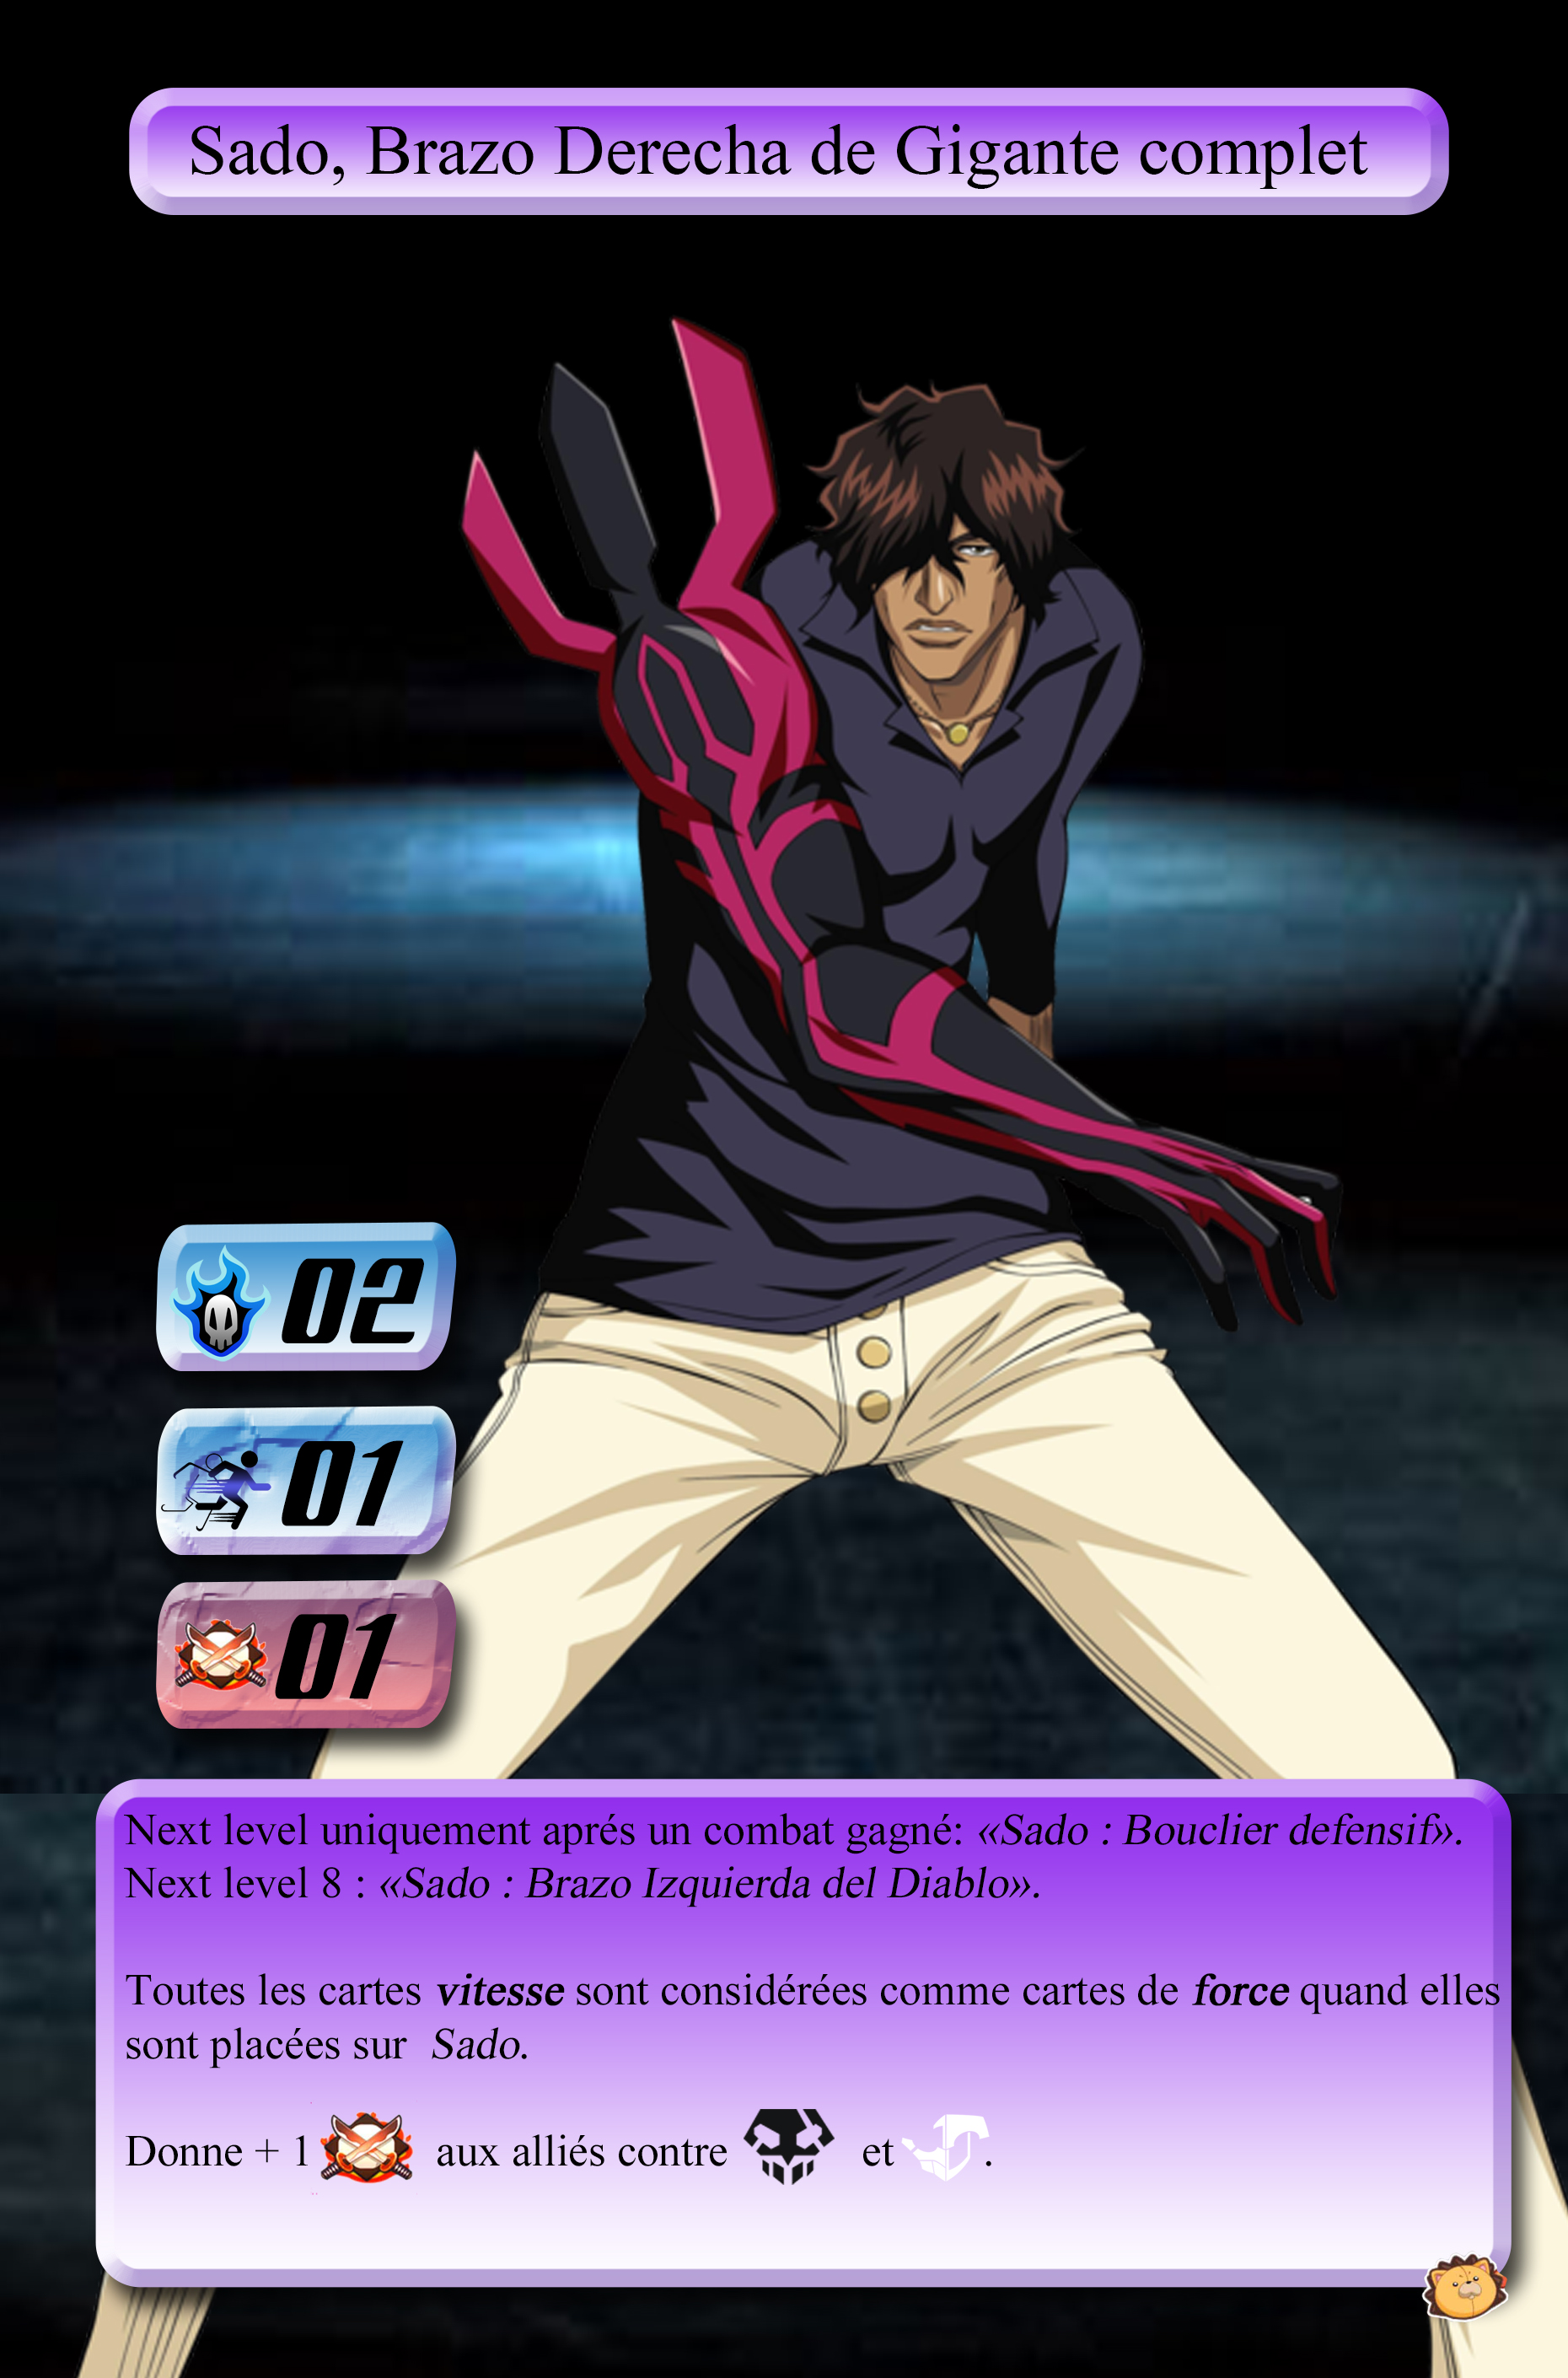 Sado, Brazo Derecha de Gigante complet
02
01
01
Next level uniquement aprés un combat gagné: «Sado : Bouclier defensif».
Next level 8 : «Sado : Brazo Izquierda del Diablo».
Toutes les cartes vitesse sont considérées comme cartes de force quand elles
sont placées sur Sado.
Donne + 1 aux alliés contre et .